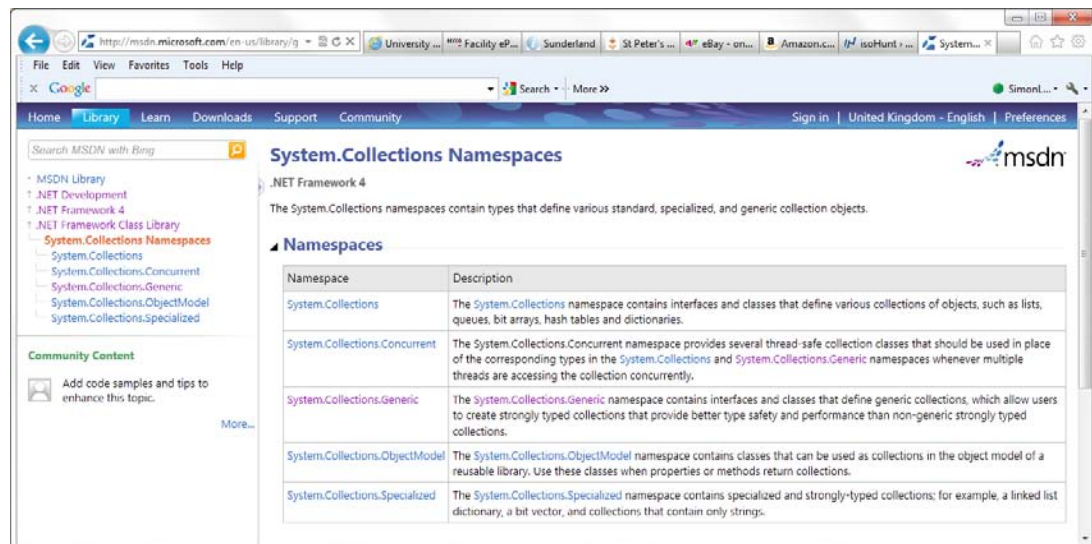 http://msdn.microsoft.com/en-us/library/g
University ...
Facility eP...
Sunderland
St Peter's ...
eBay - on...
Amazon.c...
isoHunt › ...
System...
File Edit View Favorites Tools Help
x Google
Search
More »
SimonL...
Home Library Learn Downloads Support Community
Sign in | United Kingdom - English | Preferences
Search MSDN with Bing
MSDN Library
.NET Development
.NET Framework 4
.NET Framework Class Library
System.Collections Namespaces
System.Collections
System.Collections.Concurrent
System.Collections.Generic
System.Collections.ObjectModel
System.Collections.Specialized
Community Content
Add code samples and tips to
enhance this topic.
More...
System.Collections Namespaces
msdn
.NET Framework 4
The System.Collections namespaces contain types that define various standard, specialized, and generic collection objects.
Namespaces
Namespace Description
System.Collections
The System.Collections namespace contains interfaces and classes that define various collections of objects, such as lists,
queues, bit arrays, hash tables and dictionaries.
System.Collections.Concurrent
The System.Collections.Concurrent namespace provides several thread-safe collection classes that should be used in place
of the corresponding types in the System.Collections and System.Collections.Generic namespaces whenever multiple
threads are accessing the collection concurrently.
System.Collections.Generic
The System.Collections.Generic namespace contains interfaces and classes that define generic collections, which allow users
to create strongly typed collections that provide better type safety and performance than non-generic strongly typed
collections.
System.Collections.ObjectModel
The System.Collections.ObjectModel namespace contains classes that can be used as collections in the object model of a
reusable library. Use these classes when properties or methods return collections.
System.Collections.Specialized
The System.Collections.Specialized namespace contains specialized and strongly-typed collections; for example, a linked list
dictionary, a bit vector, and collections that contain only strings.